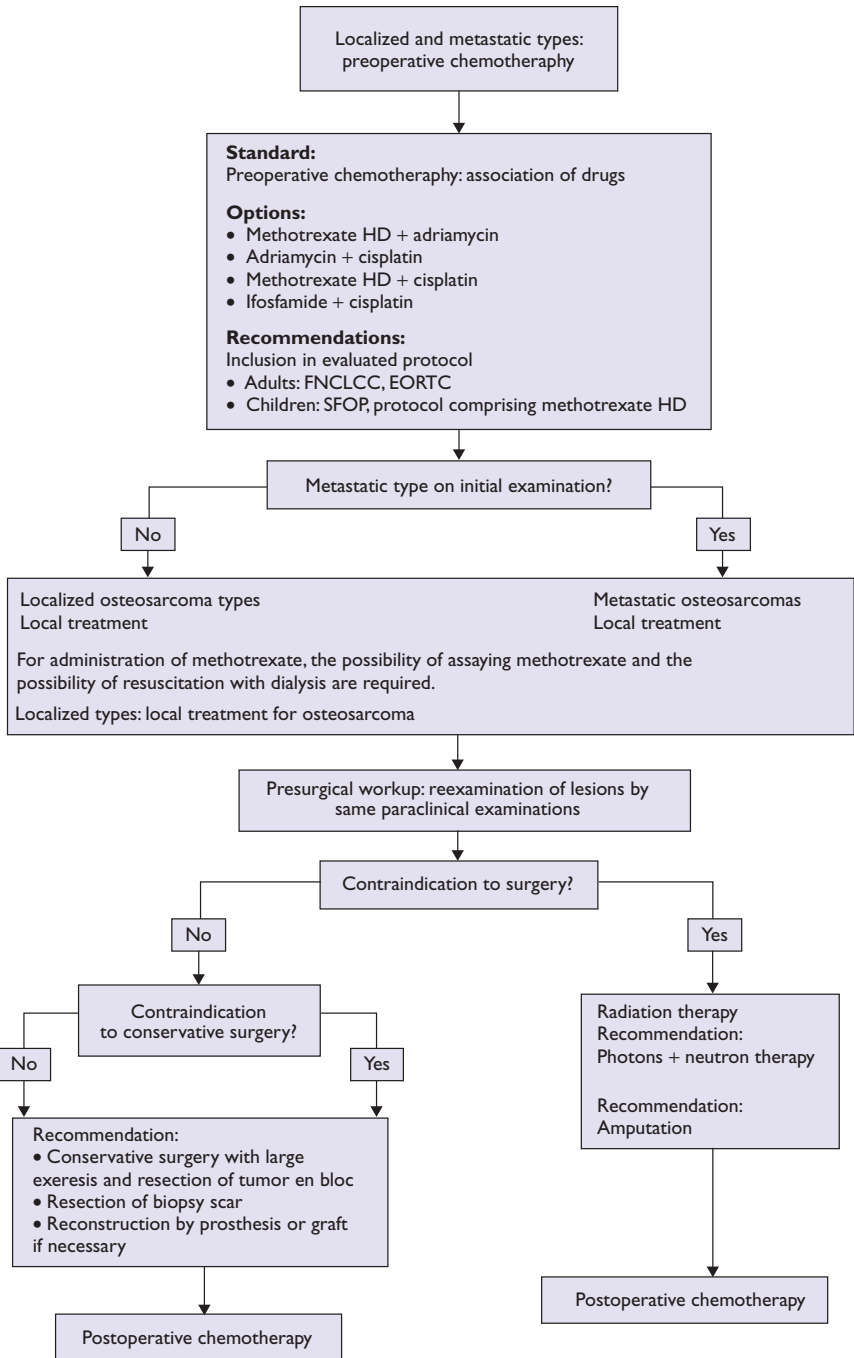 Localized and metastatic types:
preoperative chemotheraphy
Standard:
Preoperative chemotheraphy: association of drugs
Options:
• Methotrexate HD + adriamycin
• Adriamycin + cisplatin
• Methotrexate HD + cisplatin
• Ifosfamide + cisplatin
Recommendations:
Inclusion in evaluated protocol
• Adults: FNCLCC, EORTC
• Children: SFOP, protocol comprising methotrexate HD
Metastatic type on initial examination?
No
Yes
Localized osteosarcoma types
Local treatment
Metastatic osteosarcomas
Local treatment
For administration of methotrexate, the possibility of assaying methotrexate and the
possibility of resuscitation with dialysis are required.
Localized types: local treatment for osteosarcoma
Presurgical workup: reexamination of lesions by
same paraclinical examinations
Contraindication to surgery?
No
Yes
Contraindication
to conservative surgery?
No
Yes
Recommendation:
• Conservative surgery with large
exeresis and resection of tumor en bloc
• Resection of biopsy scar
• Reconstruction by prosthesis or graft
if necessary
Postoperative chemotherapy
Radiation therapy
Recommendation:
Photons + neutron therapy
Recommendation:
Amputation
Postoperative chemotherapy